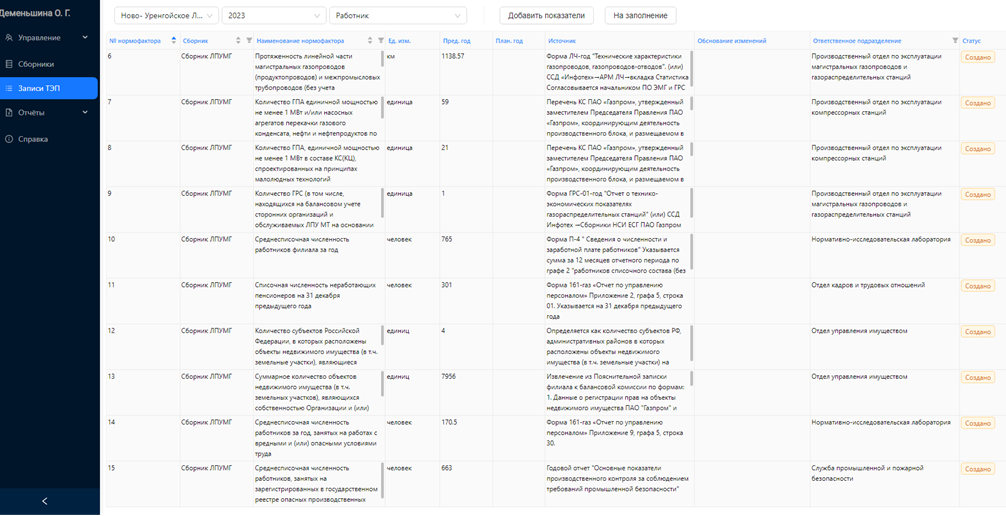 Деменьшина О. Г.
Управление
Сборники
Записи ТЭП
Отчёты
Справка
Ново- Уренгойское Л...
2023
Работник
Добавить показатели
На заполнение
№ нормофактора
Сборник
Наименование нормофактора
Ед. изм.
Пред. год
План. год
Источник
Обоснование изменений
Ответственное подразделение
Статус
6
Сборник ЛПУМГ
Протяженность линейной части
магистральных газопроводов
(продуктопроводов) и межпромысловых
трубопроводов (без учета
км
1138.57
Форма ЛЧ-год "Технические характеристики
газопроводов, газопроводов-отводов". (или)
ССД «Инфотех»→АРМ ЛЧ→вкладка Статистика
Согласовывается начальником ПО ЭМГ и ГРС
Производственный отдел по эксплуатации
магистральных газопроводов и
газораспределительных станций
Создано
7
Сборник ЛПУМГ
Количество ГПА единичной мощностью
не менее 1 МВт и/или насосных
агрегатов перекачки газового
конденсата, нефти и нефтепродуктов по
единица
59
Перечень КС ПАО «Газпром», утвержденный
заместителем Председателя Правления ПАО
«Газпром», координирующим деятельность
производственного блока, и размещаемом в
Производственный отдел по эксплуатации
компрессорных станций
Создано
8
Сборник ЛПУМГ
Количество ГПА, единичной мощностью
не менее 1 МВт в составе КС(КЦ),
спроектированных на принципах
малолюдных технологий
единица
21
Перечень КС ПАО «Газпром», утвержденный
заместителем Председателя Правления ПАО
«Газпром», координирующим деятельность
производственного блока, и размещаемом в
Производственный отдел по эксплуатации
компрессорных станций
Создано
9
Сборник ЛПУМГ
Количество ГРС (в том числе,
находящихся на балансовом учете
сторонних организаций и
обслуживаемых ЛПУ МТ на основании
единица
1
Форма ГРС-01-год "Отчет о технико-
экономических показателях
газораспределительных станций" (или) ССД
Инфотех →Сборники НСИ ЕСГ ПАО Газпром
Производственный отдел по эксплуатации
магистральных газопроводов и
газораспределительных станций
Создано
10
Сборник ЛПУМГ
Среднесписочная численность
работников филиала за год
человек
765
Форма П-4 " Сведения о численности и
заработной плате работников" Указывается
сумма за 12 месяцев отчетного периода по
графе 2 "работников списочного состава (без
Нормативно-исследовательская лаборатория
Создано
11
Сборник ЛПУМГ
Списочная численность неработающих
пенсионеров на 31 декабря
предыдущего года
человек
301
Форма 161-газ «Отчет по управлению
персоналом» Приложение 2, графа 5, строка
01. Указывается на 31 декабря предыдущего
года
Отдел кадров и трудовых отношений
Создано
12
Сборник ЛПУМГ
Количество субъектов Российской
Федерации, в которых расположены
объекты недвижимого имущества (в т.ч.
земельные участки), являющиеся
единиц
4
Определяется как количество субъектов РФ,
административных районов в которых
расположены объекты недвижимого
имущества (в т.ч. земельные участки) на
Отдел управления имуществом
Создано
13
Сборник ЛПУМГ
Суммарное количество объектов
недвижимого имущества (в т.ч.
земельных участков), являющихся
собственностью Организации и (или)
единиц
7956
Извлечение из Пояснительной записки
филиала к балансовой комиссии по формам:
1. Данные о регистрации прав на объекты
недвижимого имущества ПАО "Газпром" и
Отдел управления имуществом
Создано
14
Сборник ЛПУМГ
Среднесписочная численность
работников за год, занятых на работах с
вредными и (или) опасными условиями
труда
человек
170.5
Форма 161-газ «Отчет по управлению
персоналом» Приложение 9, графа 5, строка
30.
Нормативно-исследовательская лаборатория
Создано
15
Сборник ЛПУМГ
Среднесписочная численность
работников, занятых на
зарегистрированных в государственном
реестре опасных производственных
человек
663
Годовой отчет "Основные показатели
производственного контроля за соблюдением
требований промышленной безопасности"
Служба промышленной и пожарной
безопасности
Создано